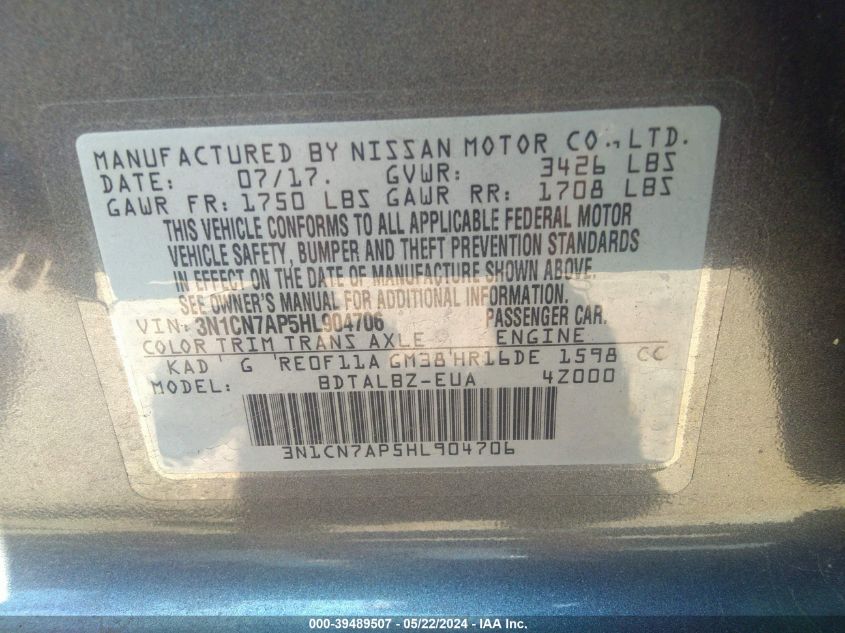 MANUFACTURED BY NISSAN MOTOR CO., LTD.
DATE: 07/17. GVWR: 3426 LBS
GAWR FR: 1750 LBS GAWR RR: 1708 LBS
THIS VEHICLE CONFORMS TO ALL APPLICABLE FEDERAL MOTOR
VEHICLE SAFETY, BUMPER AND THEFT PREVENTION STANDARDS
IN EFFECT ON THE DATE OF MANUFACTURE SHOWN ABOVE.
SEE OWNER'S MANUAL FOR ADDITIONAL INFORMATION.
VIN: 3N1CN7AP5HL904706 PASSENGER CAR.
COLOR TRIM TRANS AXLE ENGINE
KAD G RE0F11A GM38 HR16DE 1598 CC
MODEL: BDTALBZ-EUA 4Z000
3N1CN7AP5HL904706
000-39489507 - 05/22/2024 - IAA Inc.